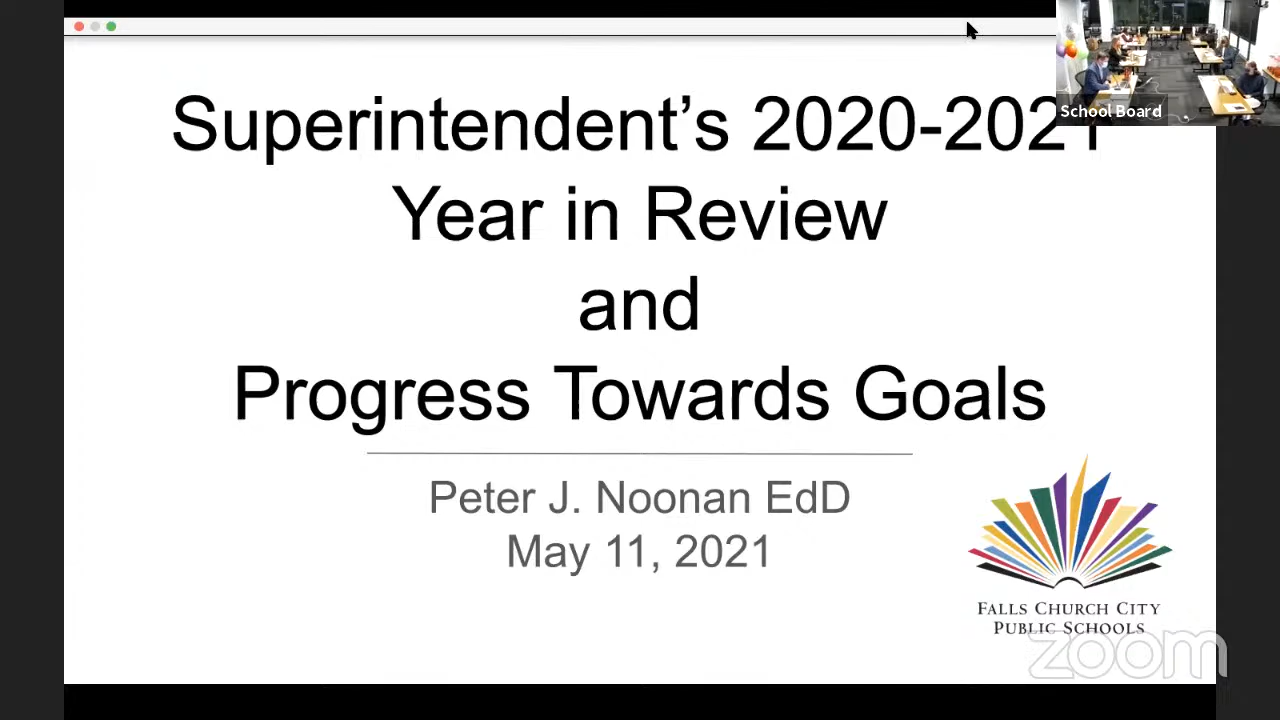 Superintendent's 2020-2021
School Board
Year in Review
and
Progress Towards Goals
Peter J. Noonan EdD
May 11, 2021
FALLS CHURCH CITY
PUBLIC SCHOOLS
zoom